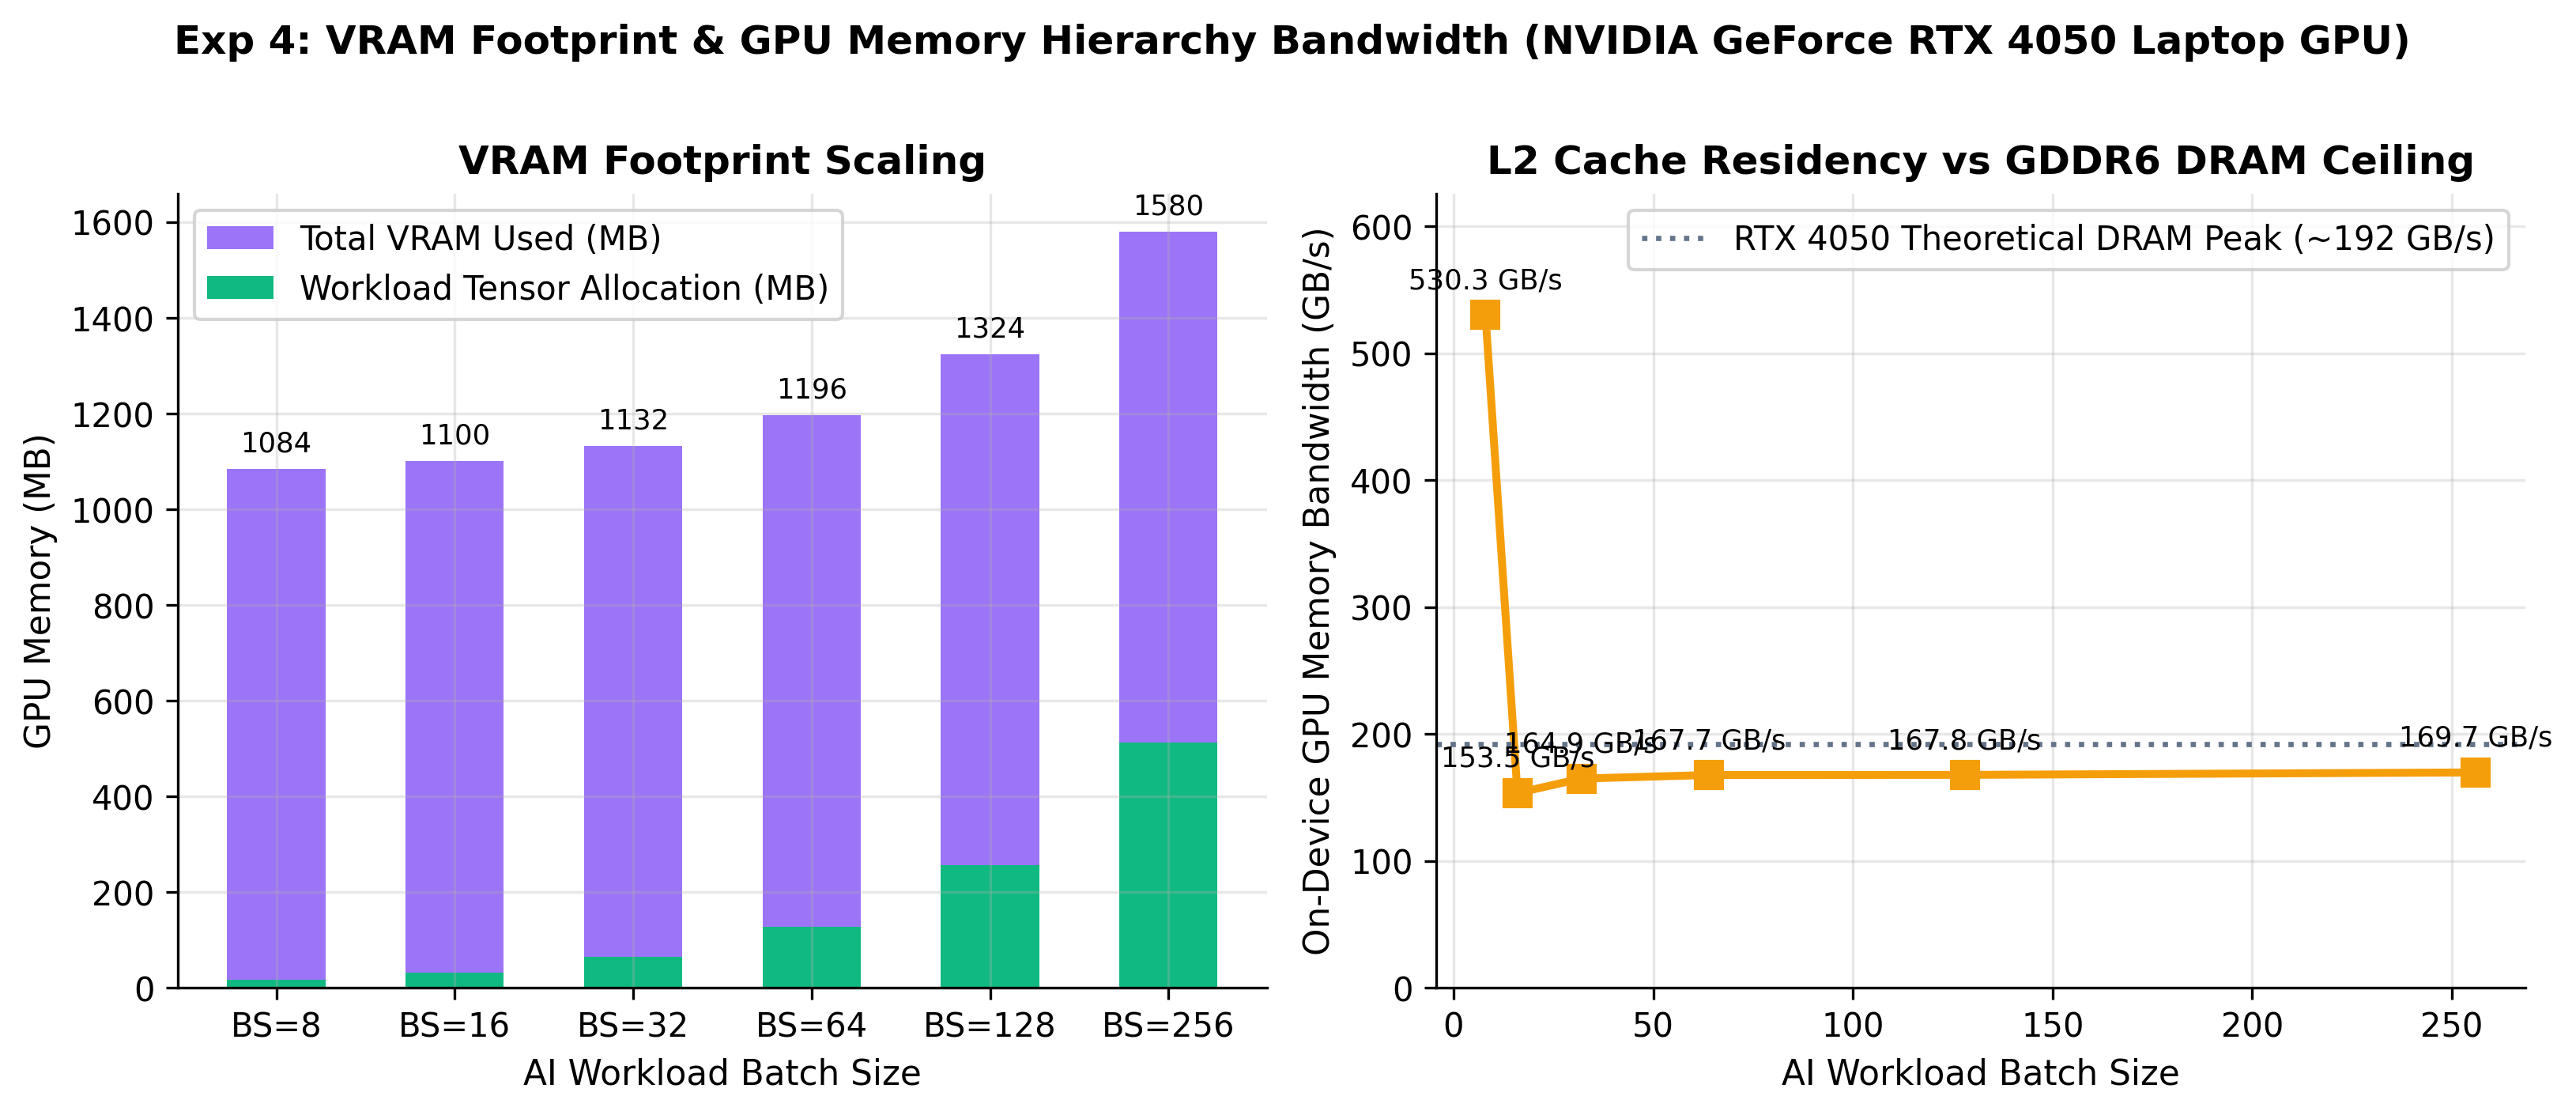 Exp 4: VRAM Footprint & GPU Memory Hierarchy Bandwidth (NVIDIA GeForce RTX 4050 Laptop GPU)
VRAM Footprint Scaling
GPU Memory (MB)
1600
1400
1200
1000
800
600
400
200
0
Total VRAM Used (MB)
Workload Tensor Allocation (MB)
1084
1100
1132
1196
1324
1580
BS=8
BS=16
BS=32
BS=64
BS=128
BS=256
AI Workload Batch Size
L2 Cache Residency vs GDDR6 DRAM Ceiling
On-Device GPU Memory Bandwidth (GB/s)
600
500
400
300
200
100
0
RTX 4050 Theoretical DRAM Peak (~192 GB/s)
530.3 GB/s
153.5 GB/s
164.9 GB/s
167.7 GB/s
167.8 GB/s
169.7 GB/s
0
50
100
150
200
250
AI Workload Batch Size